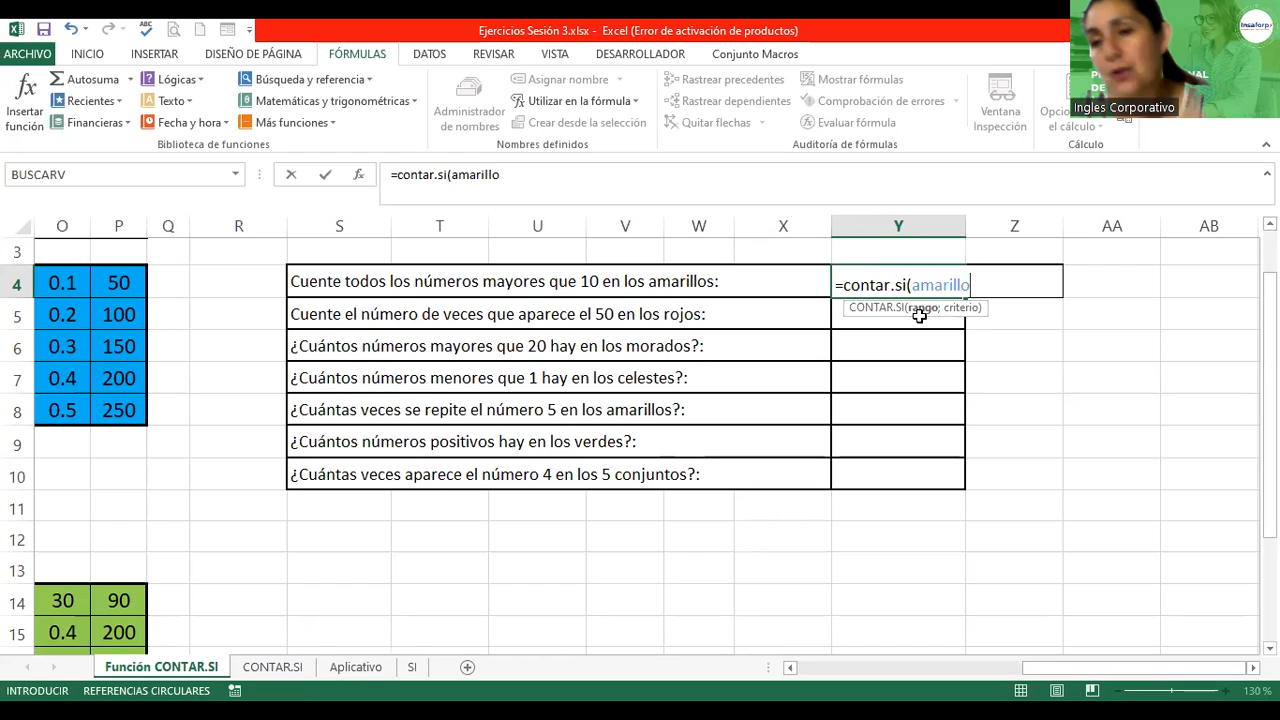 Ejercicios Sesión 3.xlsx - Excel (Error de activación de productos)
ARCHIVO INICIO INSERTAR DISEÑO DE PÁGINA FÓRMULAS DATOS REVISAR VISTA DESARROLLADOR Conjunto Macros
Insertar función
Autosuma
Recientes
Financieras
Lógicas
Texto
Fecha y hora
Búsqueda y referencia
Matemáticas y trigonométricas
Más funciones
Biblioteca de funciones
Administrador de nombres
Asignar nombre
Utilizar en la fórmula
Crear desde la selección
Nombres definidos
Rastrear precedentes
Rastrear dependientes
Quitar flechas
Mostrar fórmulas
Comprobación de errores
Evaluar fórmula
Auditoría de fórmulas
Ventana Inspección
el cálculo
Cálculo
Insaforp
Ingles Corporativo
BUSCARV
=contar.si(amarillo
O P Q R S T U V W X Y Z AA AB
3
4 0.1 50 Cuente todos los números mayores que 10 en los amarillos: =contar.si(amarillo
CONTAR.SI(rango; criterio)
5 0.2 100 Cuente el número de veces que aparece el 50 en los rojos:
6 0.3 150 ¿Cuántos números mayores que 20 hay en los morados?:
7 0.4 200 ¿Cuántos números menores que 1 hay en los celestes?:
8 0.5 250 ¿Cuántas veces se repite el número 5 en los amarillos?:
9 ¿Cuántos números positivos hay en los verdes?:
10 ¿Cuántas veces aparece el número 4 en los 5 conjuntos?:
11
12
13
14 30 90
15 0.4 200
Función CONTAR.SI CONTAR.SI Aplicativo SI
INTRODUCIR REFERENCIAS CIRCULARES 130 %